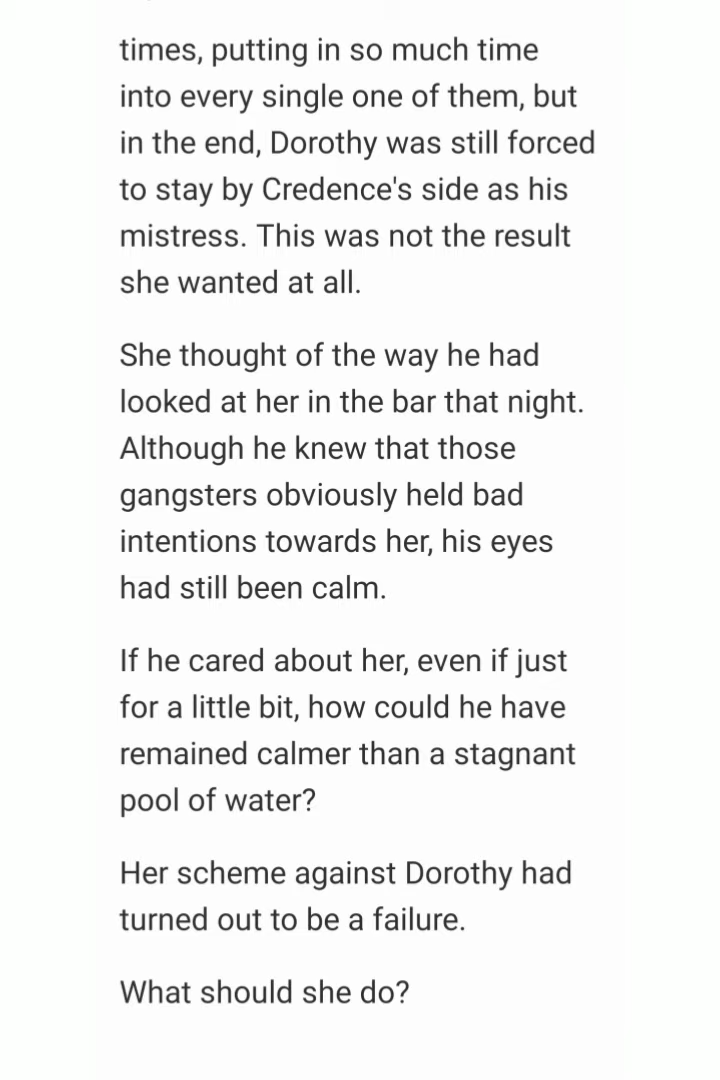 times, putting in so much time
into every single one of them, but
in the end, Dorothy was still forced
to stay by Credence's side as his
mistress. This was not the result
she wanted at all.
She thought of the way he had
looked at her in the bar that night.
Although he knew that those
gangsters obviously held bad
intentions towards her, his eyes
had still been calm.
If he cared about her, even if just
for a little bit, how could he have
remained calmer than a stagnant
pool of water?
Her scheme against Dorothy had
turned out to be a failure.
What should she do?